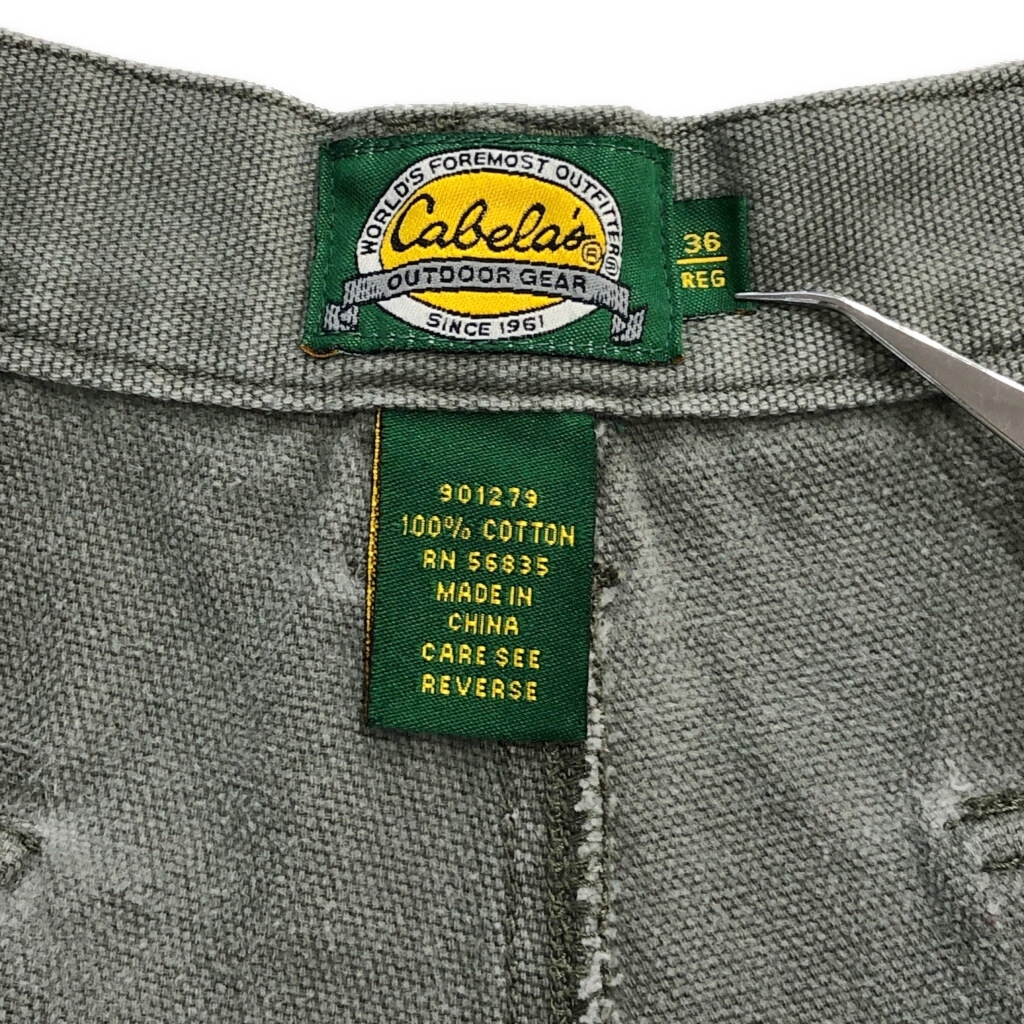 WORLD'S FOREMOST OUTFITTER®
Cabela's®
OUTDOOR GEAR
SINCE 1961
36
REG
901279
100% COTTON
RN 56835
MADE IN
CHINA
CARE SEE
REVERSE